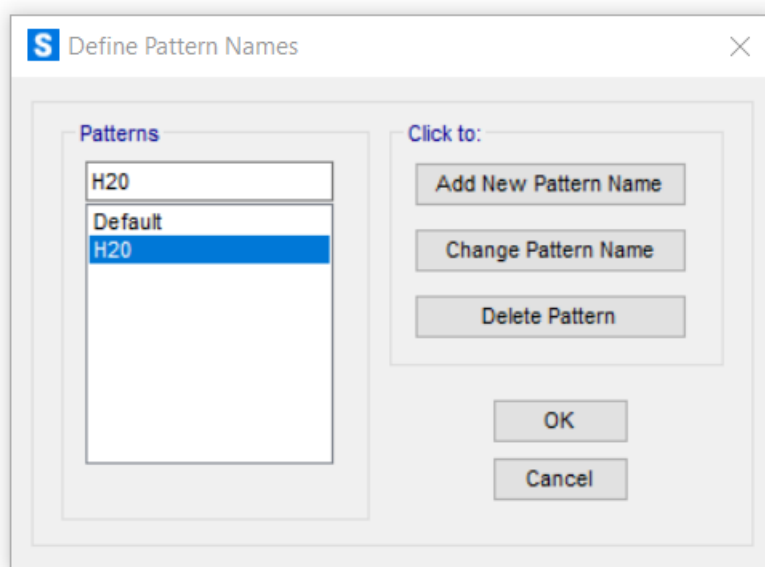 S Define Pattern Names
Patterns
H20
Default
H20
Click to:
Add New Pattern Name
Change Pattern Name
Delete Pattern
OK
Cancel